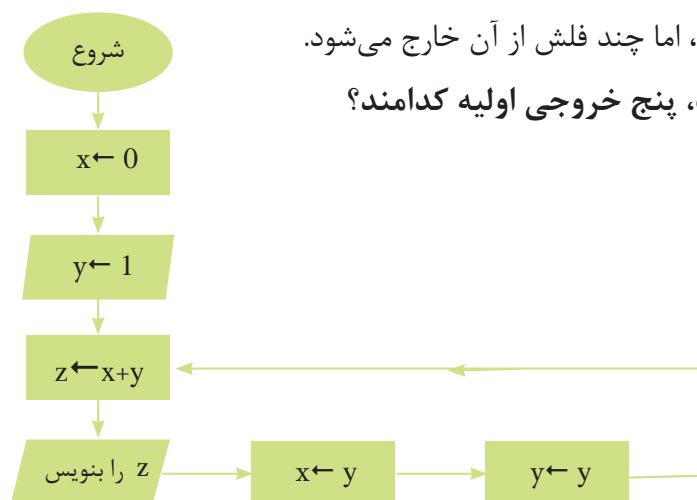 ، اما چند فلش از آن خارج می‌شود.
، پنج خروجی اولیه کدامند؟
شروع
x← 0
y← 1
z←x+y
z را بنویس
x← y
y← y